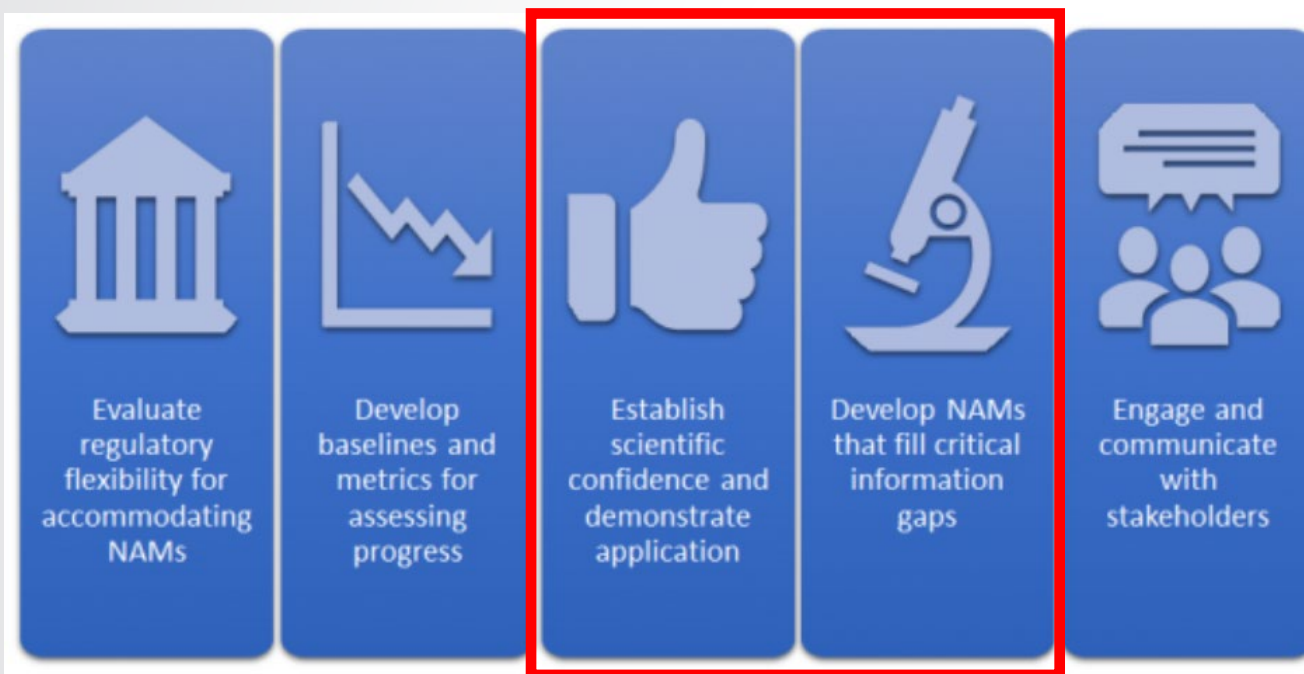 Evaluate
regulatory
flexibility for
accommodating
NAMs
Develop
baselines and
metrics for
assessing
progress
Establish
scientific
confidence and
demonstrate
application
Develop NAMs
that fill critical
information
gaps
Engage and
communicate
with
stakeholders